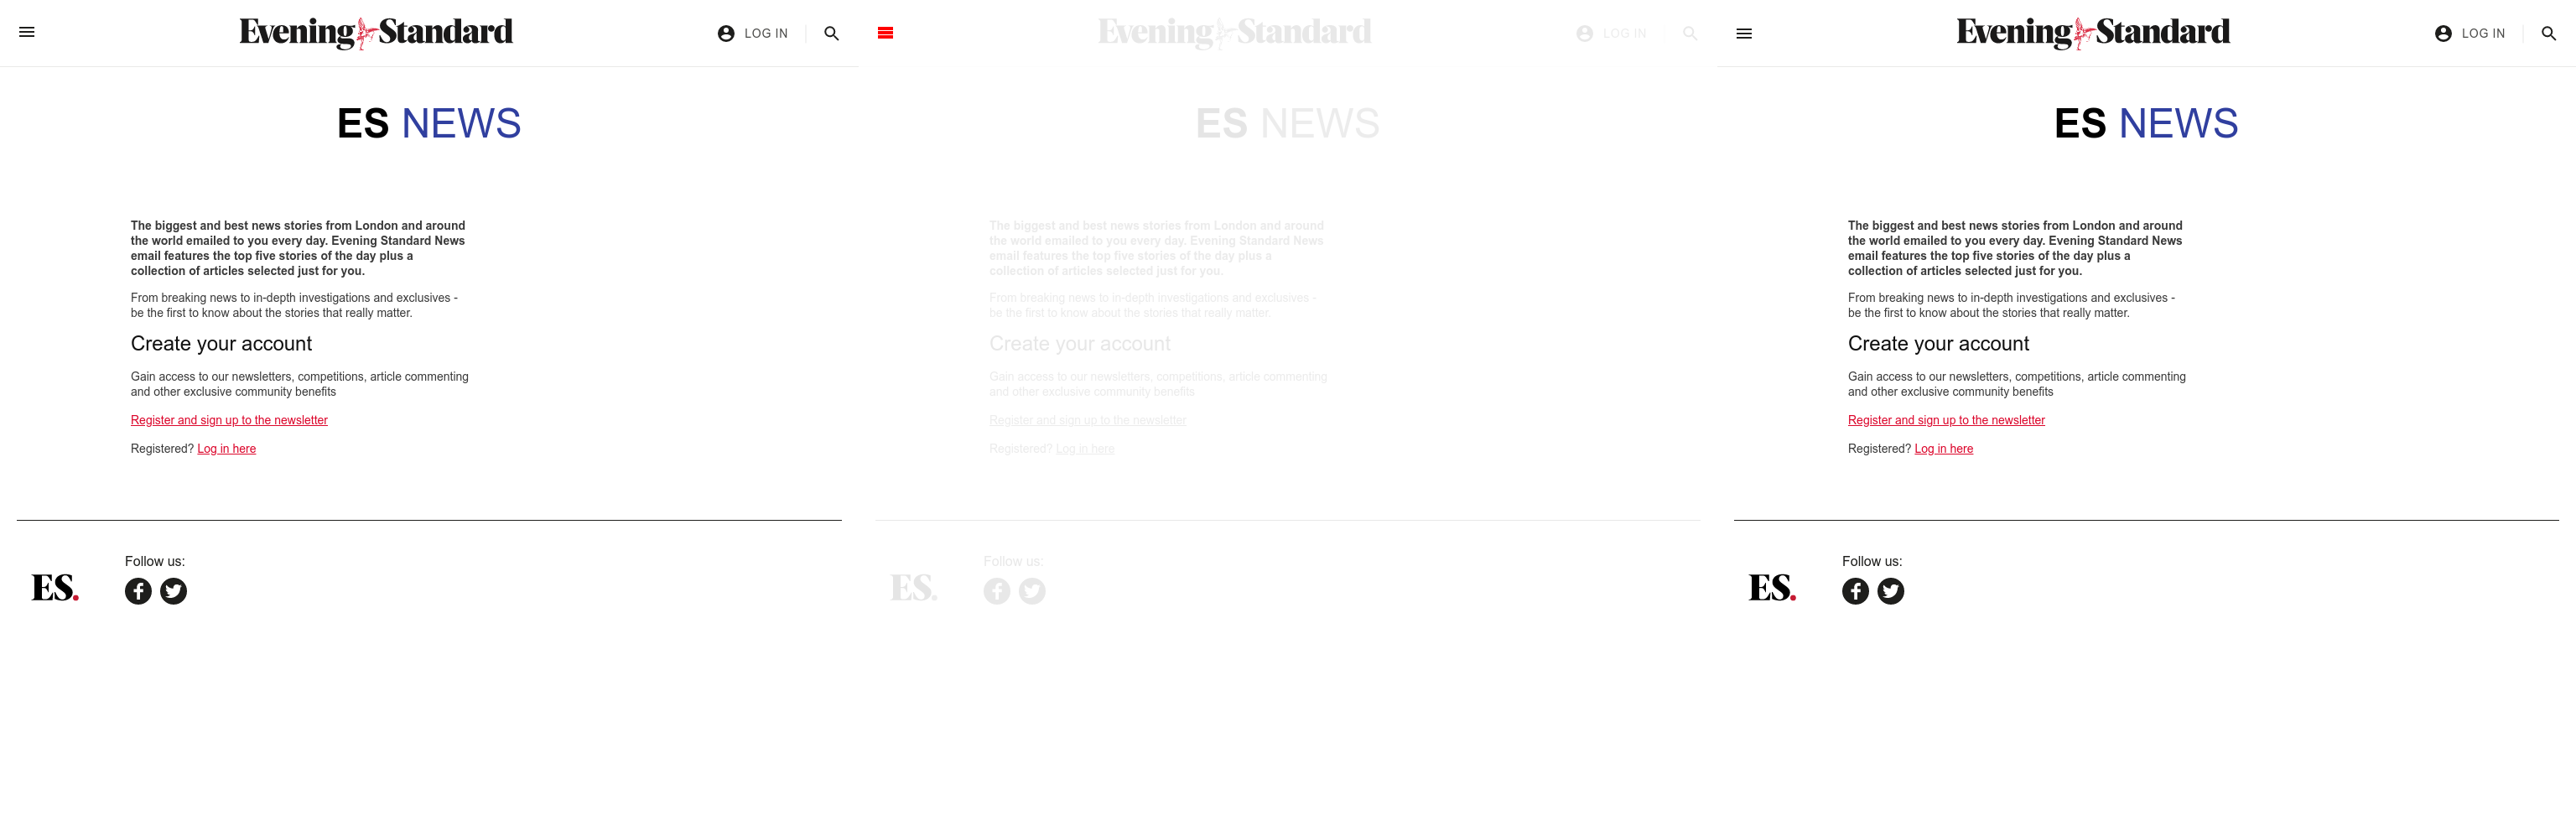 Evening Standard
LOG IN
ES NEWS
The biggest and best news stories from London and around
the world emailed to you every day. Evening Standard News
email features the top five stories of the day plus a
collection of articles selected just for you.
From breaking news to in-depth investigations and exclusives -
be the first to know about the stories that really matter.
Create your account
Gain access to our newsletters, competitions, article commenting
and other exclusive community benefits
Register and sign up to the newsletter
Registered? Log in here
Follow us:
ES.
Evening Standard
LOG IN
ES NEWS
The biggest and best news stories from London and around
the world emailed to you every day. Evening Standard News
email features the top five stories of the day plus a
collection of articles selected just for you.
From breaking news to in-depth investigations and exclusives -
be the first to know about the stories that really matter.
Create your account
Gain access to our newsletters, competitions, article commenting
and other exclusive community benefits
Register and sign up to the newsletter
Registered? Log in here
Follow us:
ES.
Evening Standard
LOG IN
ES NEWS
The biggest and best news stories from London and around
the world emailed to you every day. Evening Standard News
email features the top five stories of the day plus a
collection of articles selected just for you.
From breaking news to in-depth investigations and exclusives -
be the first to know about the stories that really matter.
Create your account
Gain access to our newsletters, competitions, article commenting
and other exclusive community benefits
Register and sign up to the newsletter
Registered? Log in here
Follow us:
ES.